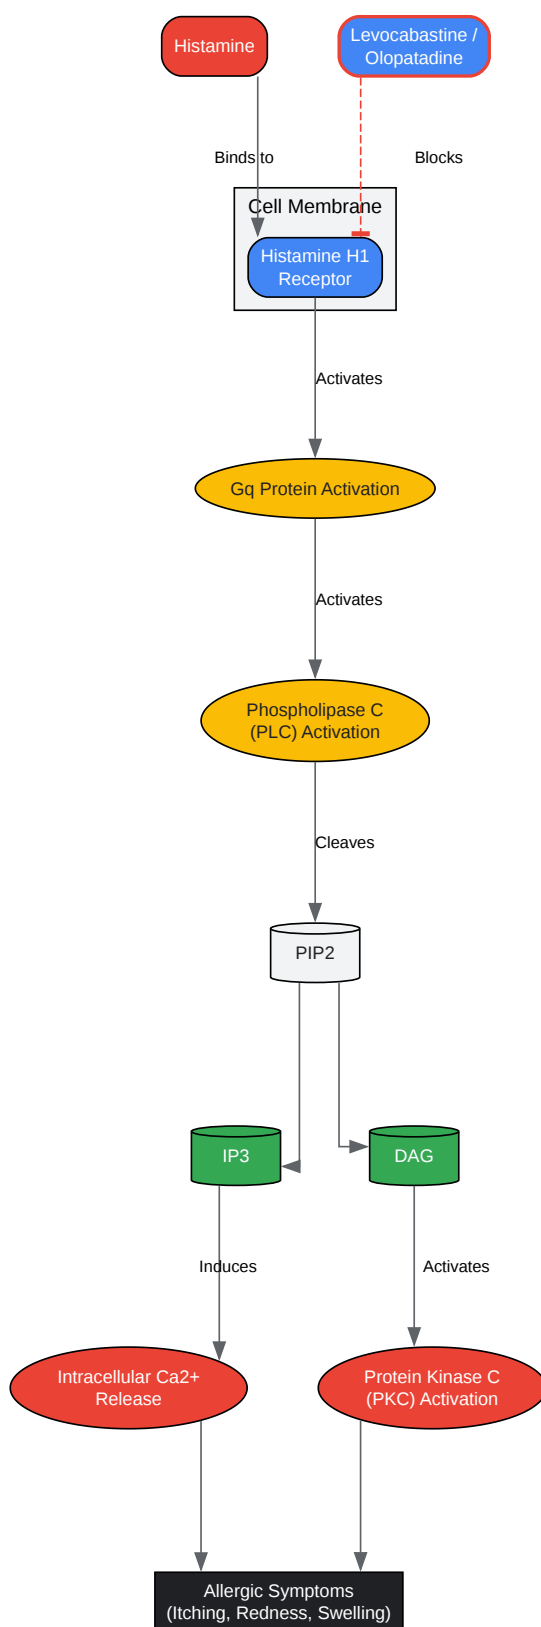 Histamine
Levocabastine /
Olopatadine
Binds to
Blocks
Cell Membrane
Histamine H1
Receptor
Activates
Gq Protein Activation
Activates
Phospholipase C
(PLC) Activation
Cleaves
PIP2
IP3
DAG
Induces
Activates
Intracellular Ca2+
Release
Protein Kinase C
(PKC) Activation
Allergic Symptoms
(Itching, Redness, Swelling)